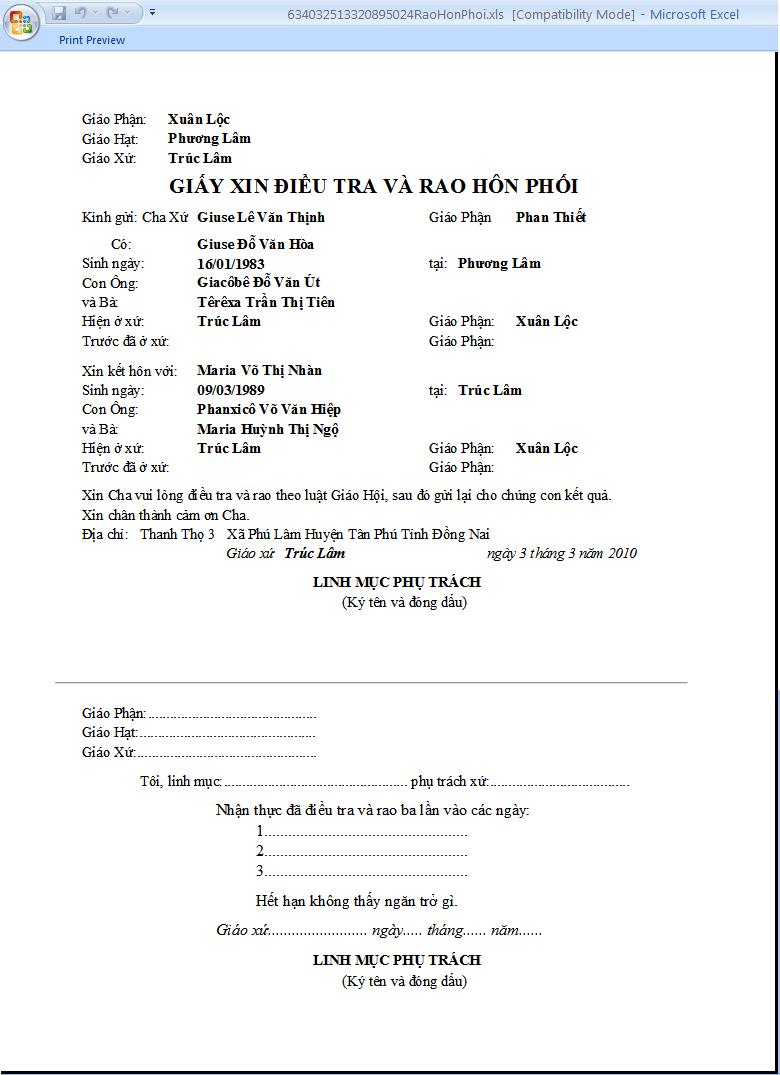 634032513320895024RaoHonPhoi.xls [Compatibility Mode] - Microsoft Excel
Print Preview
Giáo Phận: Xuân Lộc
Giáo Hạt: Phương Lâm
Giáo Xứ: Trúc Lâm
GIẤY XIN ĐIỀU TRA VÀ RAO HÔN PHỐI
Kính gửi: Cha Xứ Giuse Lê Văn Thịnh Giáo Phận Phan Thiết
Có: Giuse Đỗ Văn Hòa
Sinh ngày: 16/01/1983 tại: Phương Lâm
Con Ông: Giacôbê Đỗ Văn Út
và Bà: Têrêxa Trần Thị Tiên
Hiện ở xứ: Trúc Lâm Giáo Phận: Xuân Lộc
Trước đã ở xứ: Giáo Phận:
Xin kết hôn với: Maria Võ Thị Nhàn
Sinh ngày: 09/03/1989 tại: Trúc Lâm
Con Ông: Phanxicô Võ Văn Hiệp
và Bà: Maria Huỳnh Thị Ngộ
Hiện ở xứ: Trúc Lâm Giáo Phận: Xuân Lộc
Trước đã ở xứ: Giáo Phận:
Xin Cha vui lòng điều tra và rao theo luật Giáo Hội, sau đó gửi lại cho chúng con kết quả.
Xin chân thành cảm ơn Cha.
Địa chỉ: Thanh Thọ 3 Xã Phú Lâm Huyện Tân Phú Tỉnh Đồng Nai
Giáo xứ Trúc Lâm ngày 3 tháng 3 năm 2010
LINH MỤC PHỤ TRÁCH
(Ký tên và đóng dấu)
Giáo Phận:..............................................
Giáo Hạt:................................................
Giáo Xứ:.................................................
Tôi, linh mục:.................................................. phụ trách xứ:......................................
Nhận thực đã điều tra và rao ba lần vào các ngày:
1...................................................
2...................................................
3...................................................
Hết hạn không thấy ngăn trở gì.
Giáo xứ......................... ngày..... tháng...... năm......
LINH MỤC PHỤ TRÁCH
(Ký tên và đóng dấu)